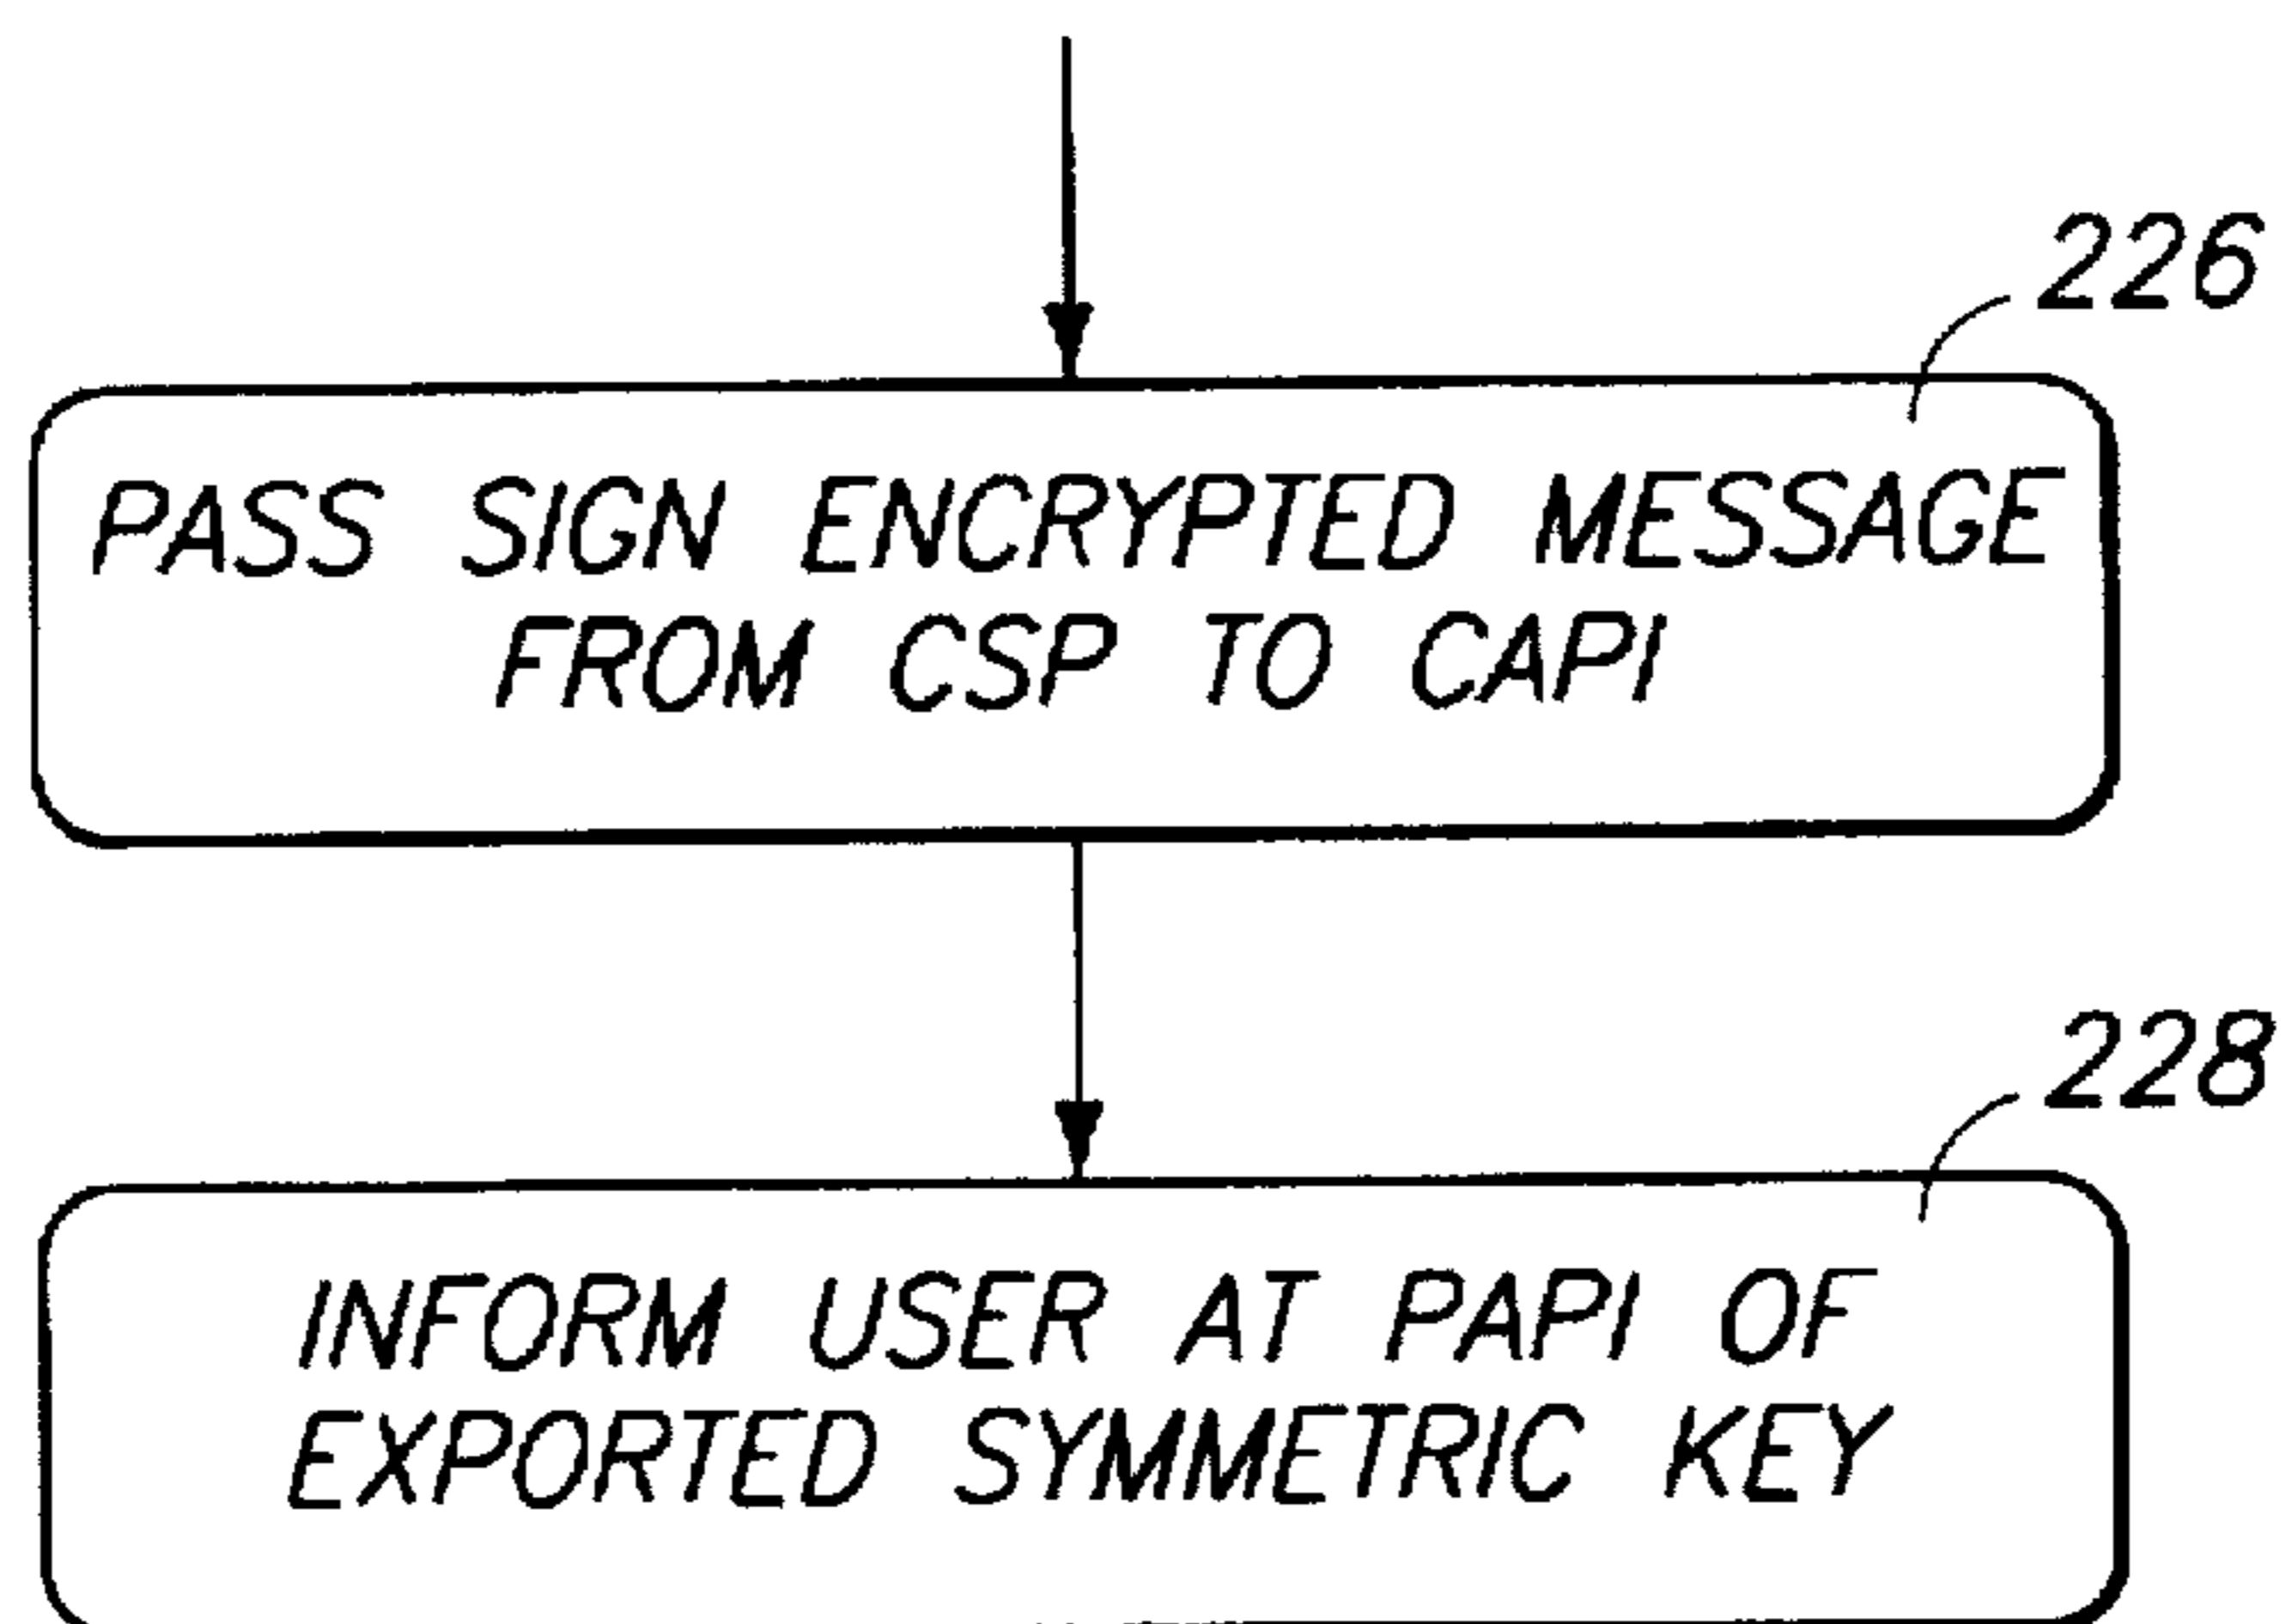 226
PASS SIGN ENCRYPTED MESSAGE
FROM CSP TO CAPI
228
INFORM USER AT PAPI OF
EXPORTED SYMMETRIC KEY